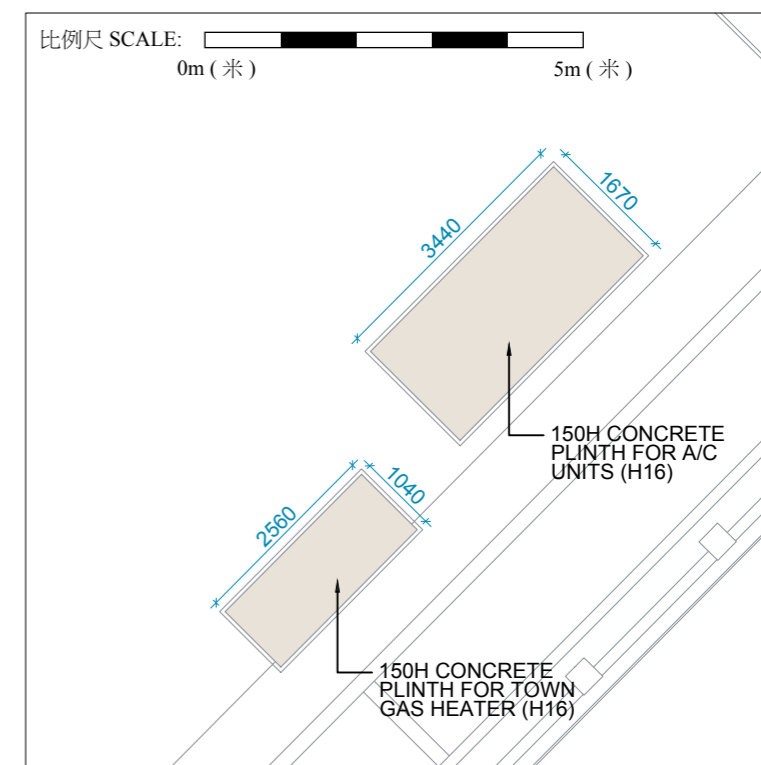 比例尺 SCALE:
0m ( 米 )
5m ( 米 )
1670
3440
150H CONCRETE
PLINTH FOR A/C
UNITS (H16)
1040
2560
150H CONCRETE
PLINTH FOR TOWN
GAS HEATER (H16)